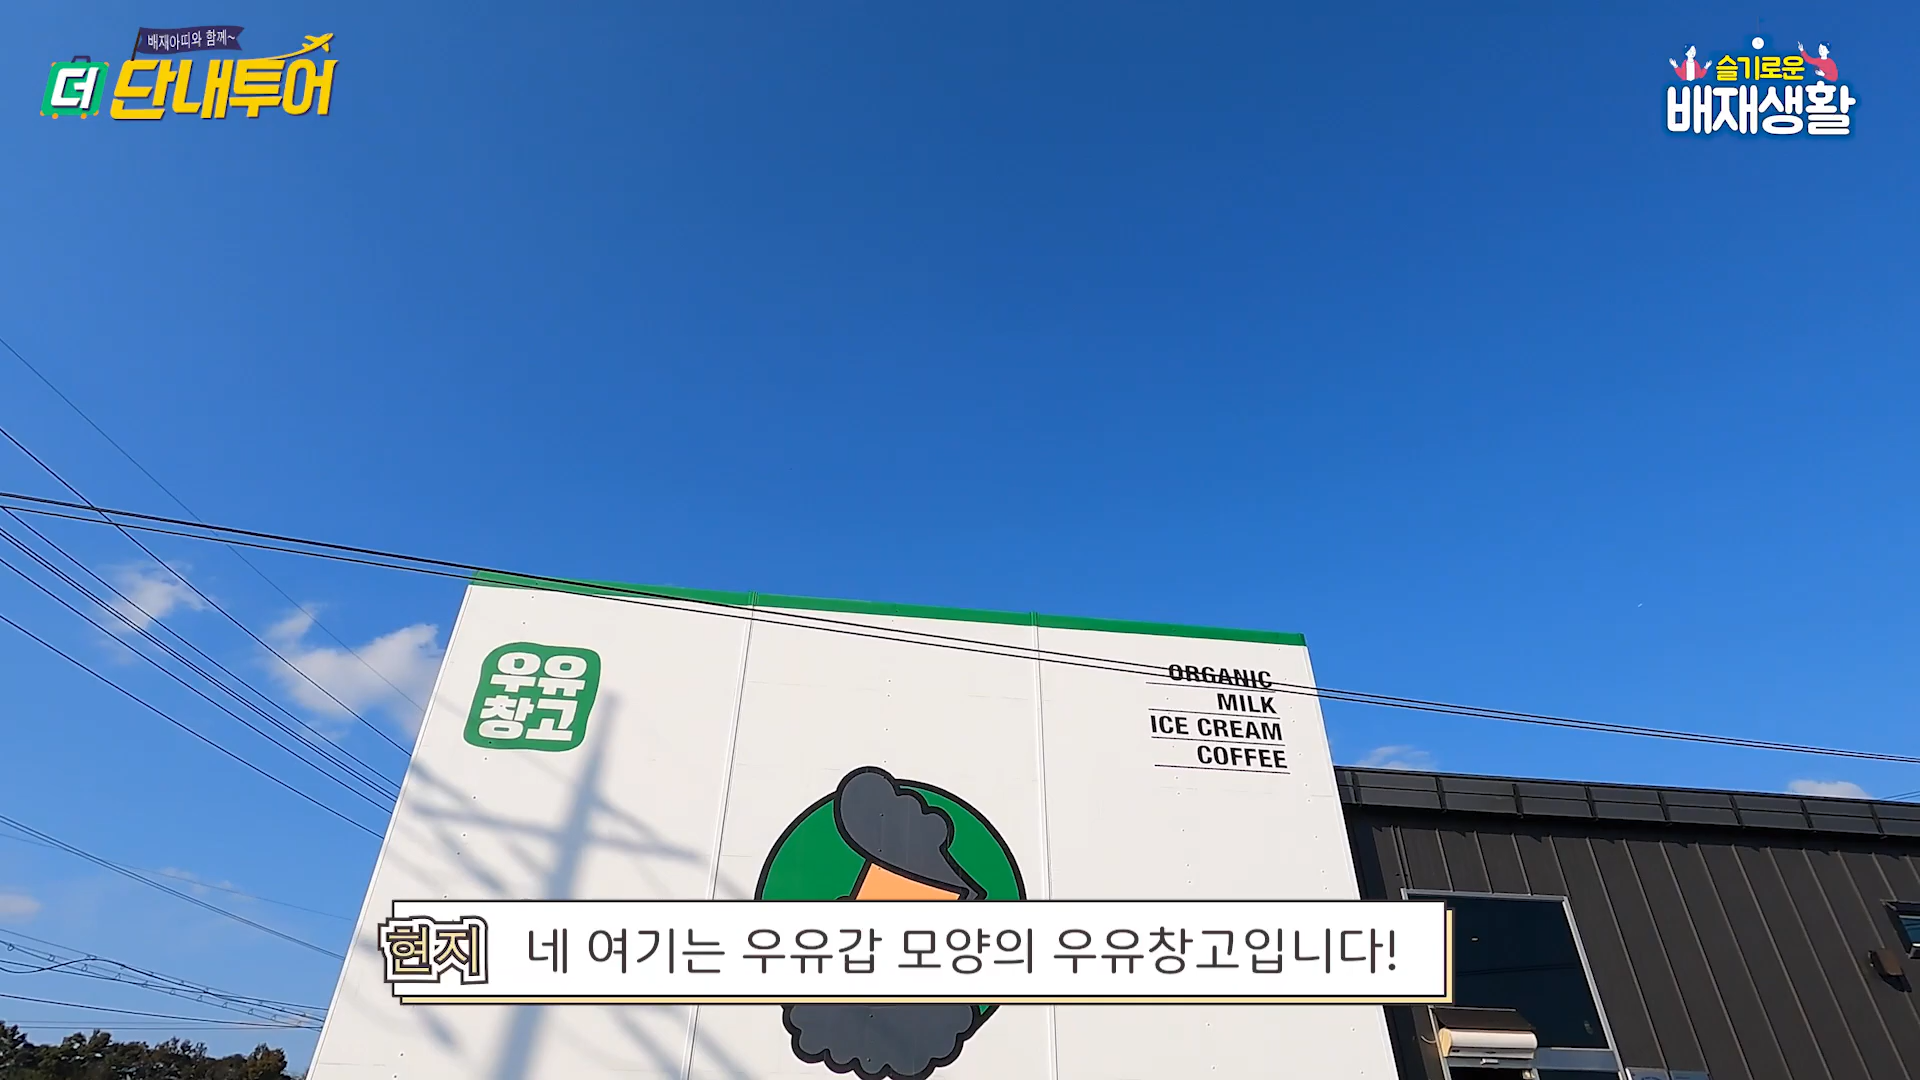 배재아띠와 함께~
더 단내투어
슬기로운
배재생활
우유
창고
ORGANIC
MILK
ICE CREAM
COFFEE
현지 네 여기는 우유갑 모양의 우유창고입니다!